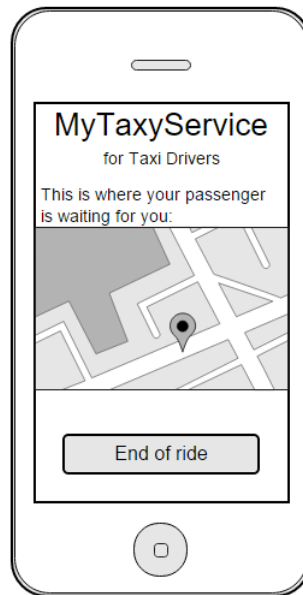 MyTaxyService
for Taxi Drivers
This is where your passenger
is waiting for you:
End of ride